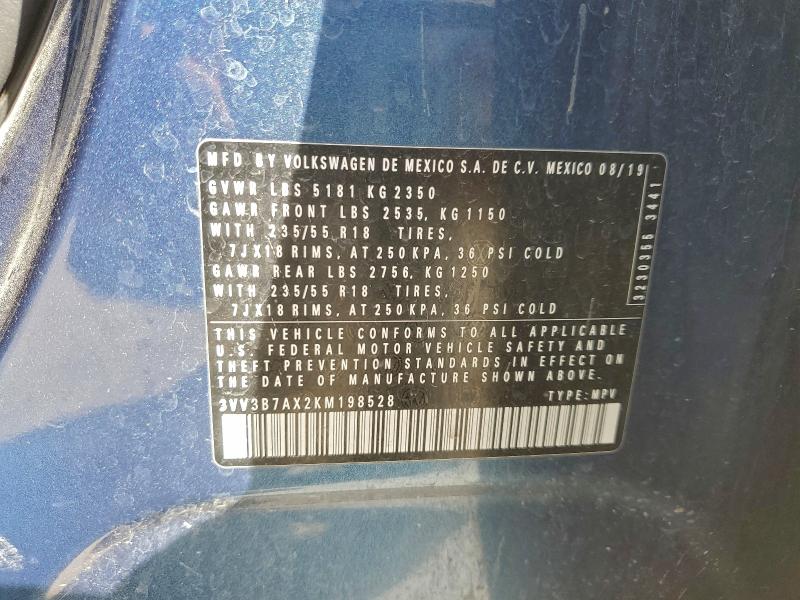 MFD BY VOLKSWAGEN DE MEXICO S.A. DE C.V. MEXICO 08/19
GVWR LBS 5181 KG 2350
GAWR FRONT LBS 2535, KG 1150
WITH 235/55 R18 TIRES,
7JX18 RIMS, AT 250 KPA, 36 PSI COLD
GAWR REAR LBS 2756, KG 1250
WITH 235/55 R18 TIRES,
7JX18 RIMS, AT 250 KPA, 36 PSI COLD
3230355 3441
THIS VEHICLE CONFORMS TO ALL APPLICABLE
U.S. FEDERAL MOTOR VEHICLE SAFETY AND
THEFT PREVENTION STANDARDS IN EFFECT ON
THE DATE OF MANUFACTURE SHOWN ABOVE.
3VV3B7AX2KM198528 TYPE: MPV